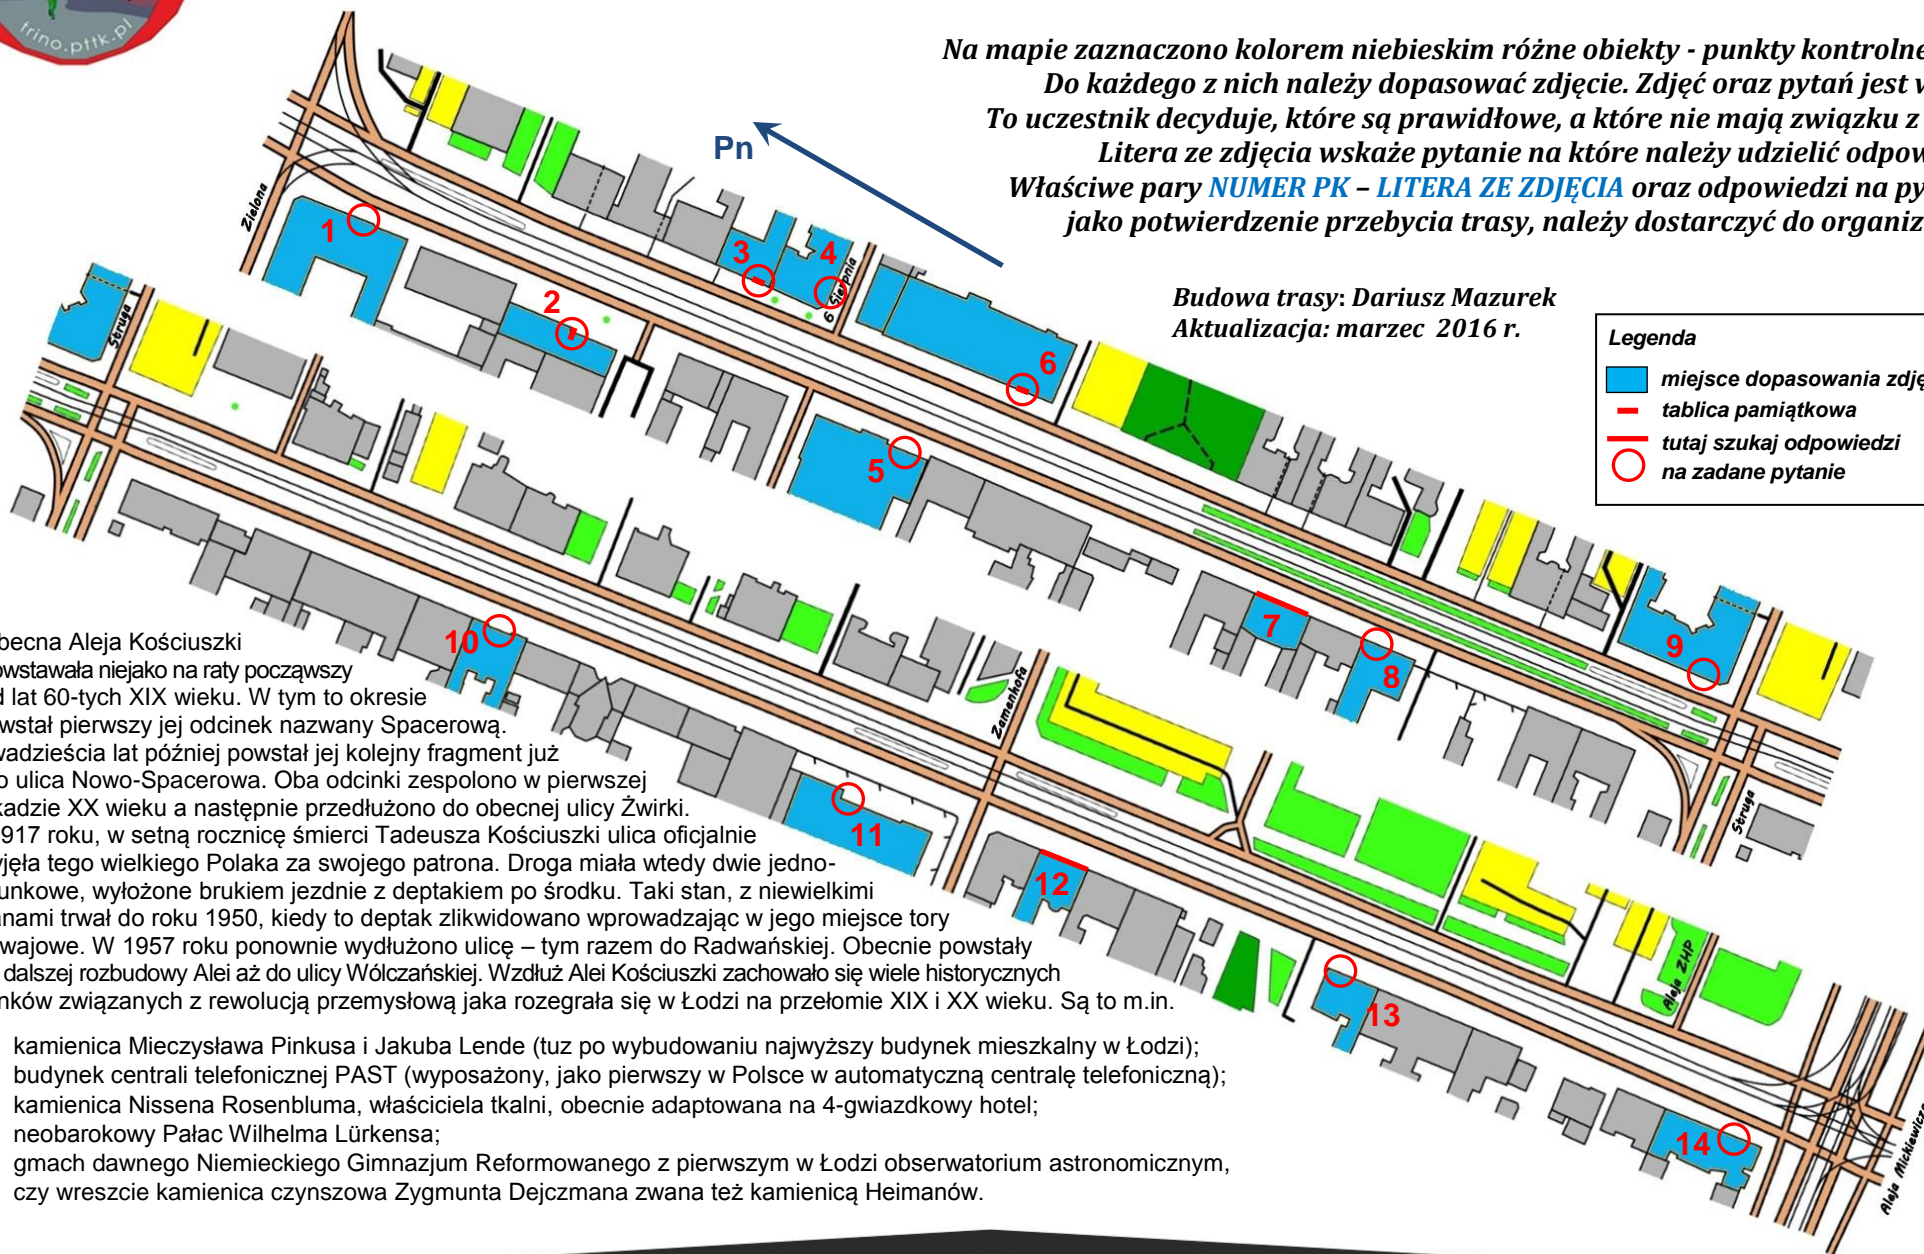 trino.pttk.pl
Na mapie zaznaczono kolorem niebieskim różne obiekty - punkty kontrolne
Do każdego z nich należy dopasować zdjęcie. Zdjęć oraz pytań jest
To uczestnik decyduje, które są prawidłowe, a które nie mają związku z
Litera ze zdjęcia wskaże pytanie na które należy udzielić
Właściwe pary NUMER PK – LITERA ZE ZDJĘCIA oraz odpowiedzi na
jako potwierdzenie przebycia trasy, należy dostarczyć do
Pn
Budowa trasy: Dariusz Mazurek
Aktualizacja: marzec 2016 r.
Legenda
miejsce dopasowania
tablica pamiątkowa
tutaj szukaj odpowiedzi
na zadane pytanie
Zielona
1
2
3
4
6 Sierpnia
6
5
Struga
7
8
9
Struga
10
11
Zamenhofa
12
13
14
Aleja ZHP
Aleja Mickiewicza
becna Aleja Kościuszki
owstawała niejako na raty począwszy
d lat 60-tych XIX wieku. W tym to okresie
wstał pierwszy jej odcinek nazwany Spacerową.
wadzieścia lat później powstał jej kolejny fragment już
o ulica Nowo-Spacerowa. Oba odcinki zespolono w pierwszej
kadzie XX wieku a następnie przedłużono do obecnej ulicy Żwirki.
917 roku, w setną rocznicę śmierci Tadeusza Kościuszki ulica oficjalnie
yjęła tego wielkiego Polaka za swojego patrona. Droga miała wtedy dwie jedno-
unkowe, wyłożone brukiem jezdnie z deptakiem po środku. Taki stan, z niewielkimi
anami trwał do roku 1950, kiedy to deptak zlikwidowano wprowadzając w jego miejsce tory
wajowe. W 1957 roku ponownie wydłużono ulicę – tym razem do Radwańskiej. Obecnie powstały
dalszej rozbudowy Alei aż do ulicy Wólczańskiej. Wzdłuż Alei Kościuszki zachowało się wiele historycznych
nków związanych z rewolucją przemysłową jaka rozegrała się w Łodzi na przełomie XIX i XX wieku. Są to m.in.
kamienica Mieczysława Pinkusa i Jakuba Lende (tuz po wybudowaniu najwyższy budynek mieszkalny w Łodzi);
budynek centrali telefonicznej PAST (wyposażony, jako pierwszy w Polsce w automatyczną centralę telefoniczną);
kamienica Nissena Rosenbluma, właściciela tkalni, obecnie adaptowana na 4-gwiazdkowy hotel;
neobarokowy Pałac Wilhelma Lürkensa;
gmach dawnego Niemieckiego Gimnazjum Reformowanego z pierwszym w Łodzi obserwatorium astronomicznym,
czy wreszcie kamienica czynszowa Zygmunta Dejczmana zwana też kamienicą Heimanów.